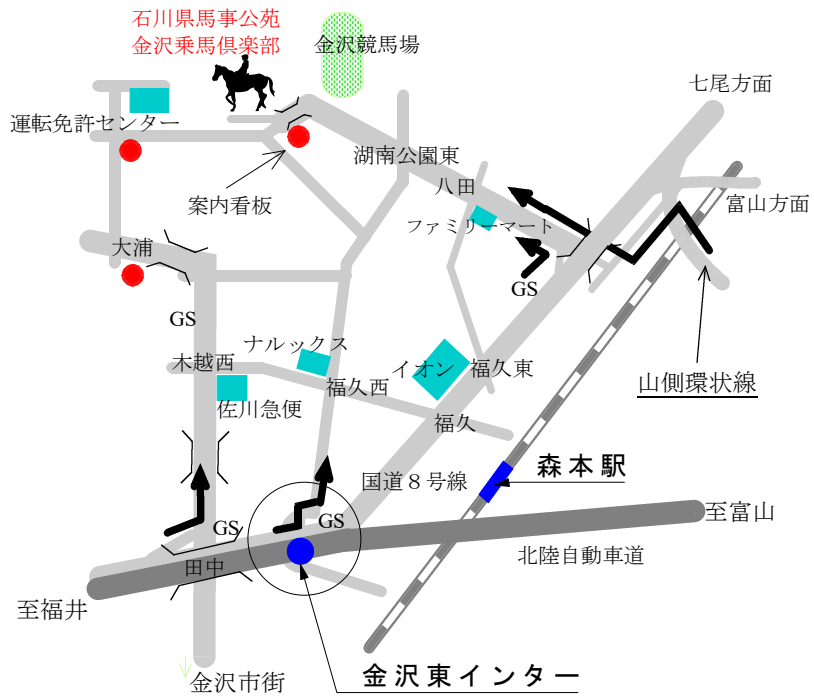 石川県馬事公苑
金沢乗馬倶楽部
金沢競馬場
七尾方面
運転免許センター
湖南公園東
八田
案内看板
富山方面
ファミリーマート
大浦
GS
GS
ナルックス
木越西
イオン
福久東
福久西
山側環状線
佐川急便
福久
森本駅
国道8号線
GS
GS
至富山
田中
北陸自動車道
至福井
金沢市街
金沢東インター